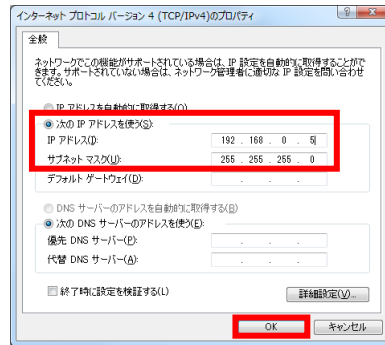 インターネット プロトコル バージョン 4 (TCP/IPv4)のプロパティ
全般
ネットワークでこの機能がサポートされている場合は、IP 設定を自動的に取得することがで
きます。サポートされていない場合は、ネットワーク管理者に適切な IP 設定を問い合わせ
てください。
IP アドレスを自動的に取得する(O)
次の IP アドレスを使う(S):
IP アドレス(I): 192 . 168 . 0 . 5
サブネット マスク(U): 255 . 255 . 255 . 0
デフォルト ゲートウェイ(D): . . .
DNS サーバーのアドレスを自動的に取得する(B)
次の DNS サーバーのアドレスを使う(E):
優先 DNS サーバー(P): . . .
代替 DNS サーバー(A): . . .
終了時に設定を検証する(L)
詳細設定(V)...
OK
キャンセル